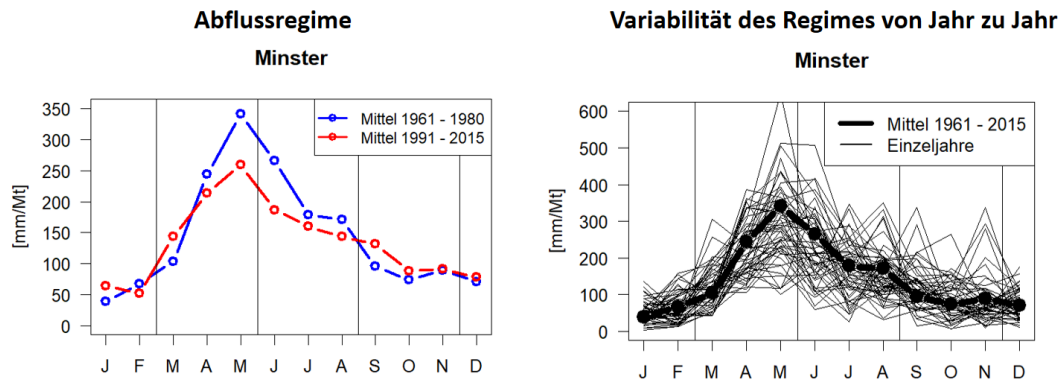 Abflussregime
Minster
350
300
250
200
150
100
50
0
[mm/Mt]
Mittel 1961 - 1980
Mittel 1991 - 2015
J F M A M J J A S O N D
Variabilität des Regimes von Jahr zu Jahr
Minster
600
500
400
300
200
100
0
[mm/Mt]
Mittel 1961 - 2015
Einzeljahre
J F M A M J J A S O N D